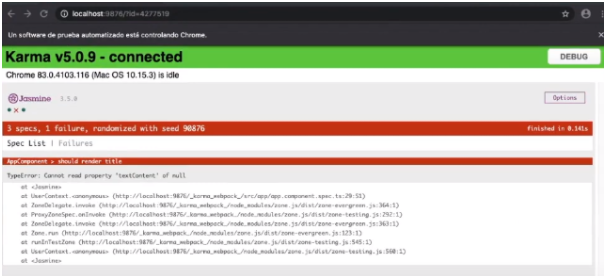 localhost:9876/?id=4277519
Un software de prueba automatizado está controlando Chrome.
Karma v5.0.9 - connected
DEBUG
Chrome 83.0.4103.116 (Mac OS 10.15.3) is idle
Jasmine 3.5.0
Options
3 specs, 1 failure, randomized with seed 90876
finished in 0.141s
Spec List | Failures
AppComponent > should render title
TypeError: Cannot read property 'textContent' of null
at <Jasmine>
at UserContext.<anonymous> (http://localhost:9876/_karma_webpack_/src/app/app.component.spec.ts:29:51)
at ZoneDelegate.invoke (http://localhost:9876/_karma_webpack_/node_modules/zone.js/dist/zone-evergreen.js:364:1)
at ProxyZoneSpec.onInvoke (http://localhost:9876/_karma_webpack_/node_modules/zone.js/dist/zone-testing.js:292:1)
at ZoneDelegate.invoke (http://localhost:9876/_karma_webpack_/node_modules/zone.js/dist/zone-evergreen.js:363:1)
at Zone.run (http://localhost:9876/_karma_webpack_/node_modules/zone.js/dist/zone-evergreen.js:123:1)
at runInTestZone (http://localhost:9876/_karma_webpack_/node_modules/zone.js/dist/zone-testing.js:545:1)
at UserContext.<anonymous> (http://localhost:9876/_karma_webpack_/node_modules/zone.js/dist/zone-testing.js:560:1)
at <Jasmine>